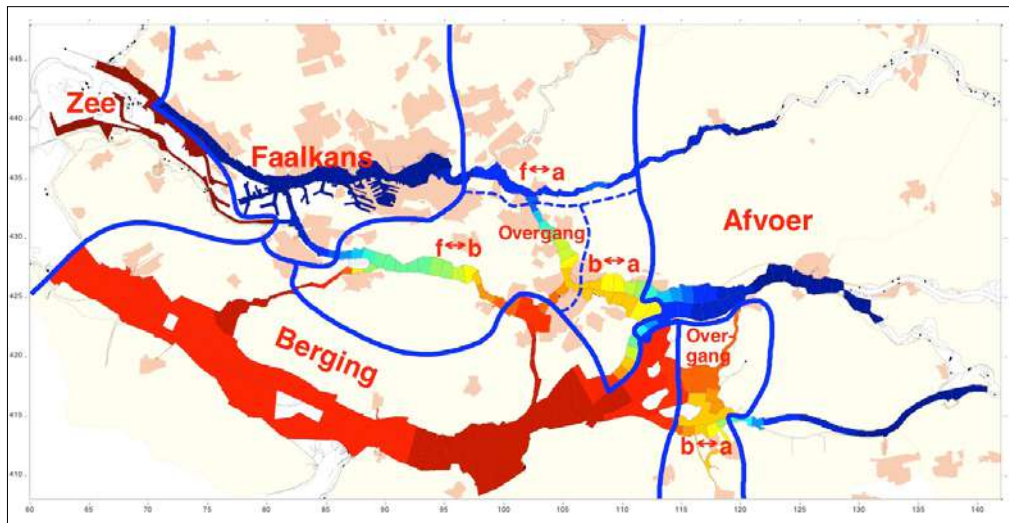 445
440
435
430
425
420
415
410
Zee
Faalkans
f↔a
Afvoer
Overgang
f↔b
b↔a
Berging
Over-
gang
b↔a
60 65 70 75 80 85 90 95 100 105 110 115 120 125 130 135 140